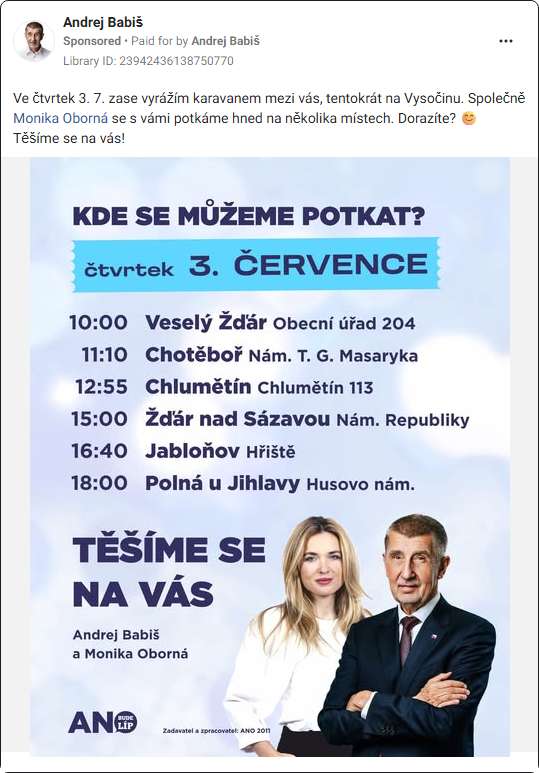 Andrej Babiš
Sponsored • Paid for by Andrej Babiš
Library ID: 23942436138750770
Ve čtvrtek 3. 7. zase vyrážím karavanem mezi vás, tentokrát na Vysočinu. Společně
Monika Oborná se s vámi potkáme hned na několika místech. Dorazíte? 😊
Těšíme se na vás!
KDE SE MŮŽEME POTKAT?
čtvrtek 3. ČERVENCE
10:00 Veselý Žďár Obecní úřad 204
11:10 Chotěboř Nám. T. G. Masaryka
12:55 Chlumětín Chlumětín 113
15:00 Žďár nad Sázavou Nám. Republiky
16:40 Jabloňov Hřiště
18:00 Polná u Jihlavy Husovo nám.
TĚŠÍME SE
NA VÁS
Andrej Babiš
a Monika Oborná
ANO BUDE LÍP
Zadavatel a zpracovatel: ANO 2011